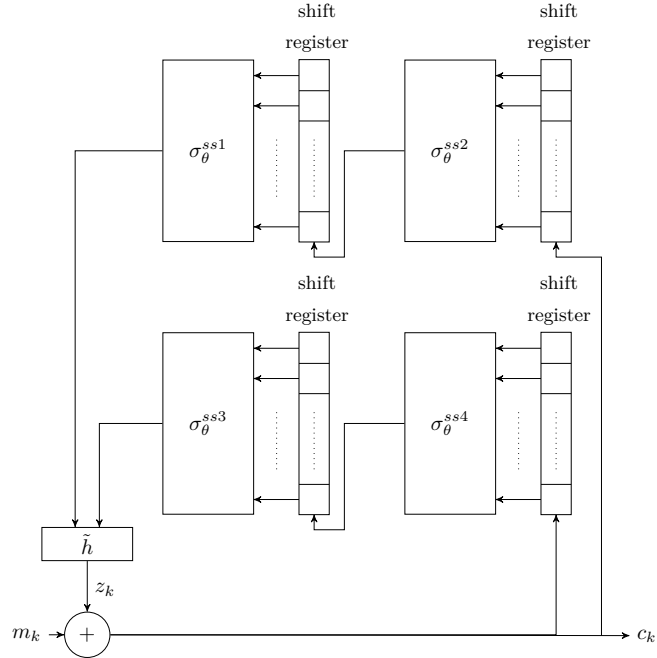 shift
register
shift
register
σ_θ^{ss1}
σ_θ^{ss2}
shift
register
shift
register
σ_θ^{ss3}
σ_θ^{ss4}
h̃
z_k
m_k
+
c_k